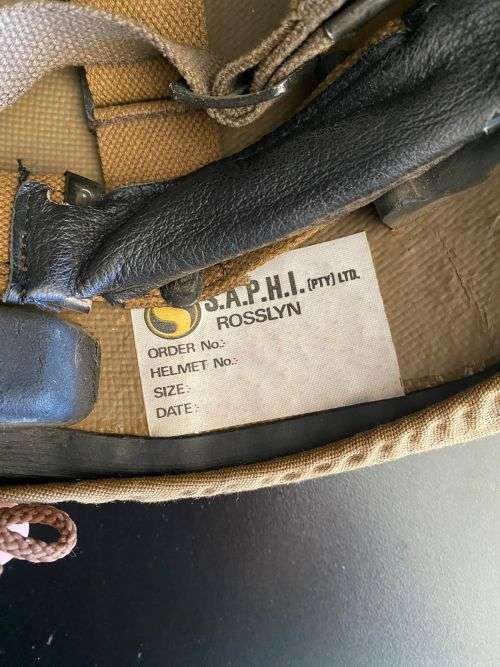 S.A.P.H.I. (PTY) LTD.
ROSSLYN
ORDER No.:-
HELMET No.:-
SIZE:-
DATE:-